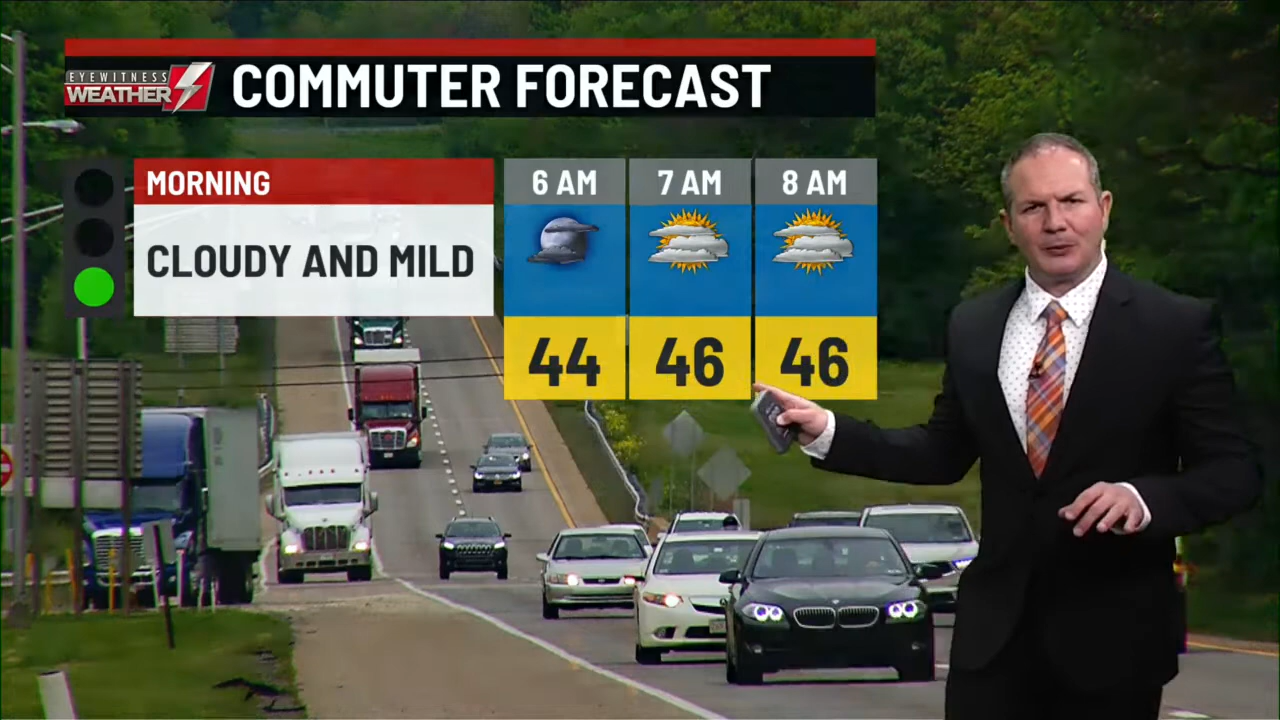 EYEWITNESS
WEATHER
COMMUTER FORECAST
MORNING
CLOUDY AND MILD
6 AM
7 AM
8 AM
44
46
46